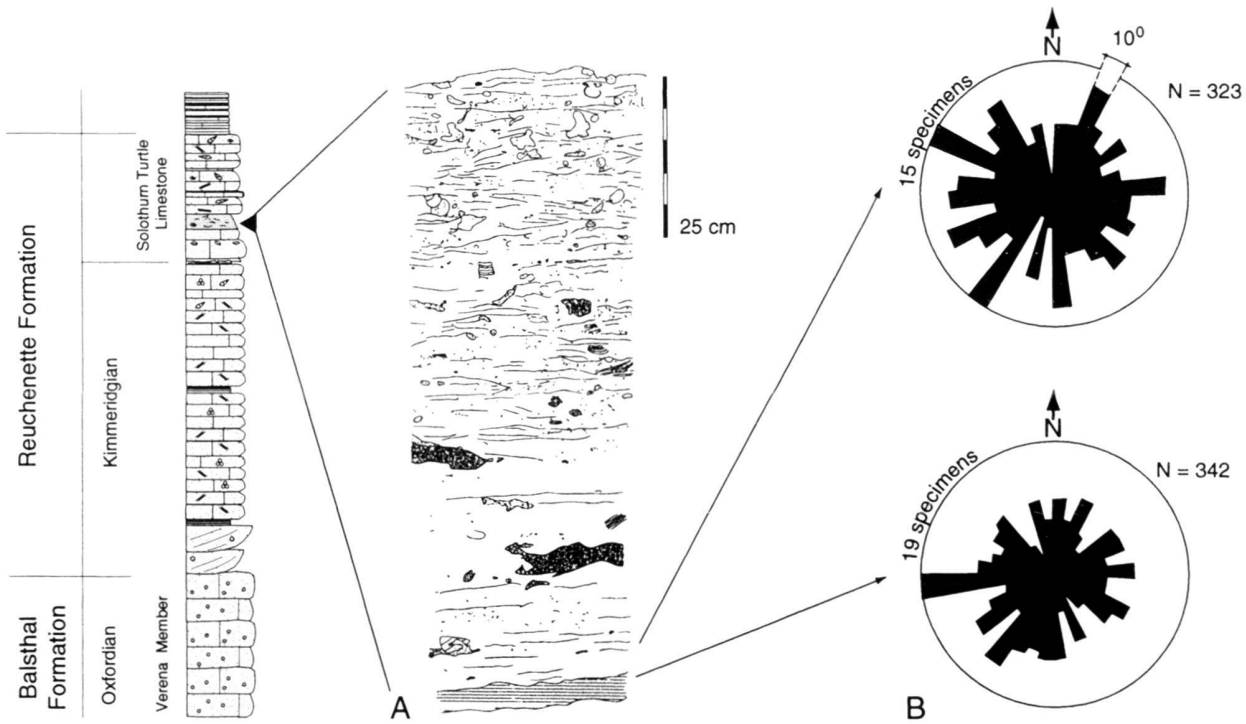 Reuchenette Formation
Balsthal
Formation
Kimmeridgian
Oxfordian
Solothum Turtle
Limestone
Verena Member
25 cm
A
N
10⁰
N = 323
15 specimens
N
N = 342
19 specimens
B